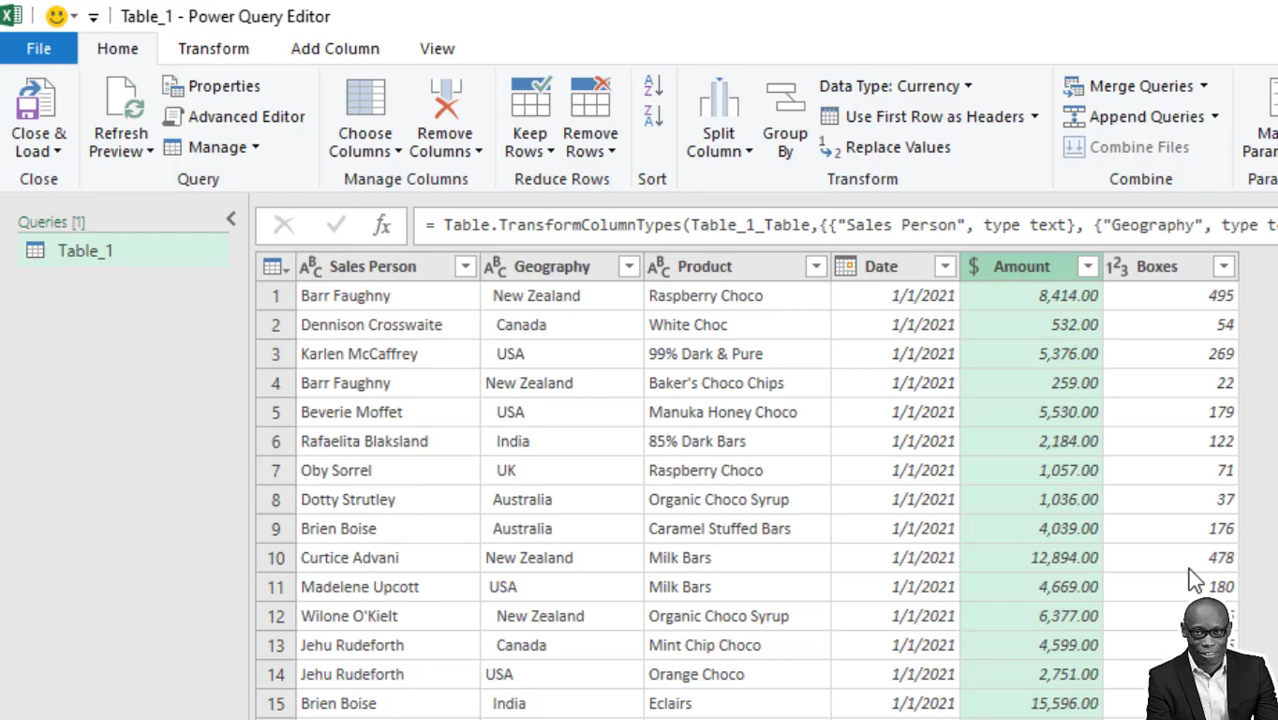 Table_1 - Power Query Editor
File Home Transform Add Column View
Close & Load
Refresh Preview
Properties
Advanced Editor
Manage
Choose Columns
Remove Columns
Keep Rows
Remove Rows
Split Column
Group By
Data Type: Currency
Use First Row as Headers
Replace Values
Merge Queries
Append Queries
Combine Files
Close Query Manage Columns Reduce Rows Sort Transform Combine
Queries [1]
Table_1
fx = Table.TransformColumnTypes(Table_1_Table,{{"Sales Person", type text}, {"Geography", type
Sales Person Geography Product Date $ Amount 123 Boxes
1 Barr Faughny New Zealand Raspberry Choco 1/1/2021 8,414.00 495
2 Dennison Crosswaite Canada White Choc 1/1/2021 532.00 54
3 Karlen McCaffrey USA 99% Dark & Pure 1/1/2021 5,376.00 269
4 Barr Faughny New Zealand Baker's Choco Chips 1/1/2021 259.00 22
5 Beverie Moffet USA Manuka Honey Choco 1/1/2021 5,530.00 179
6 Rafaelita Blaksland India 85% Dark Bars 1/1/2021 2,184.00 122
7 Oby Sorrel UK Raspberry Choco 1/1/2021 1,057.00 71
8 Dotty Strutley Australia Organic Choco Syrup 1/1/2021 1,036.00 37
9 Brien Boise Australia Caramel Stuffed Bars 1/1/2021 4,039.00 176
10 Curtice Advani New Zealand Milk Bars 1/1/2021 12,894.00 478
11 Madelene Upcott USA Milk Bars 1/1/2021 4,669.00 180
12 Wilone O'Kielt New Zealand Organic Choco Syrup 1/1/2021 6,377.00
13 Jehu Rudeforth Canada Mint Chip Choco 1/1/2021 4,599.00
14 Jehu Rudeforth USA Orange Choco 1/1/2021 2,751.00
15 Brien Boise India Eclairs 1/1/2021 15,596.00